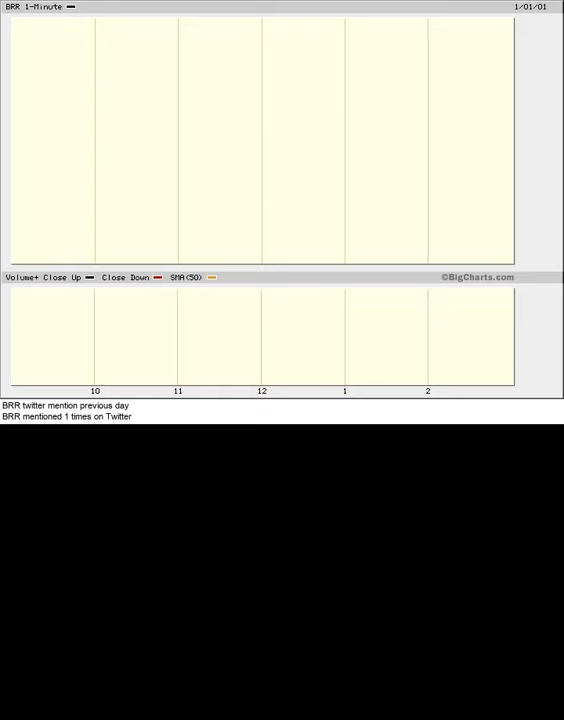 BRR 1-Minute 1/01/01
Volume+ Close Up Close Down SMA(50) ©BigCharts.com
10 11 12 1 2
BRR twitter mention previous day
BRR mentioned 1 times on Twitter